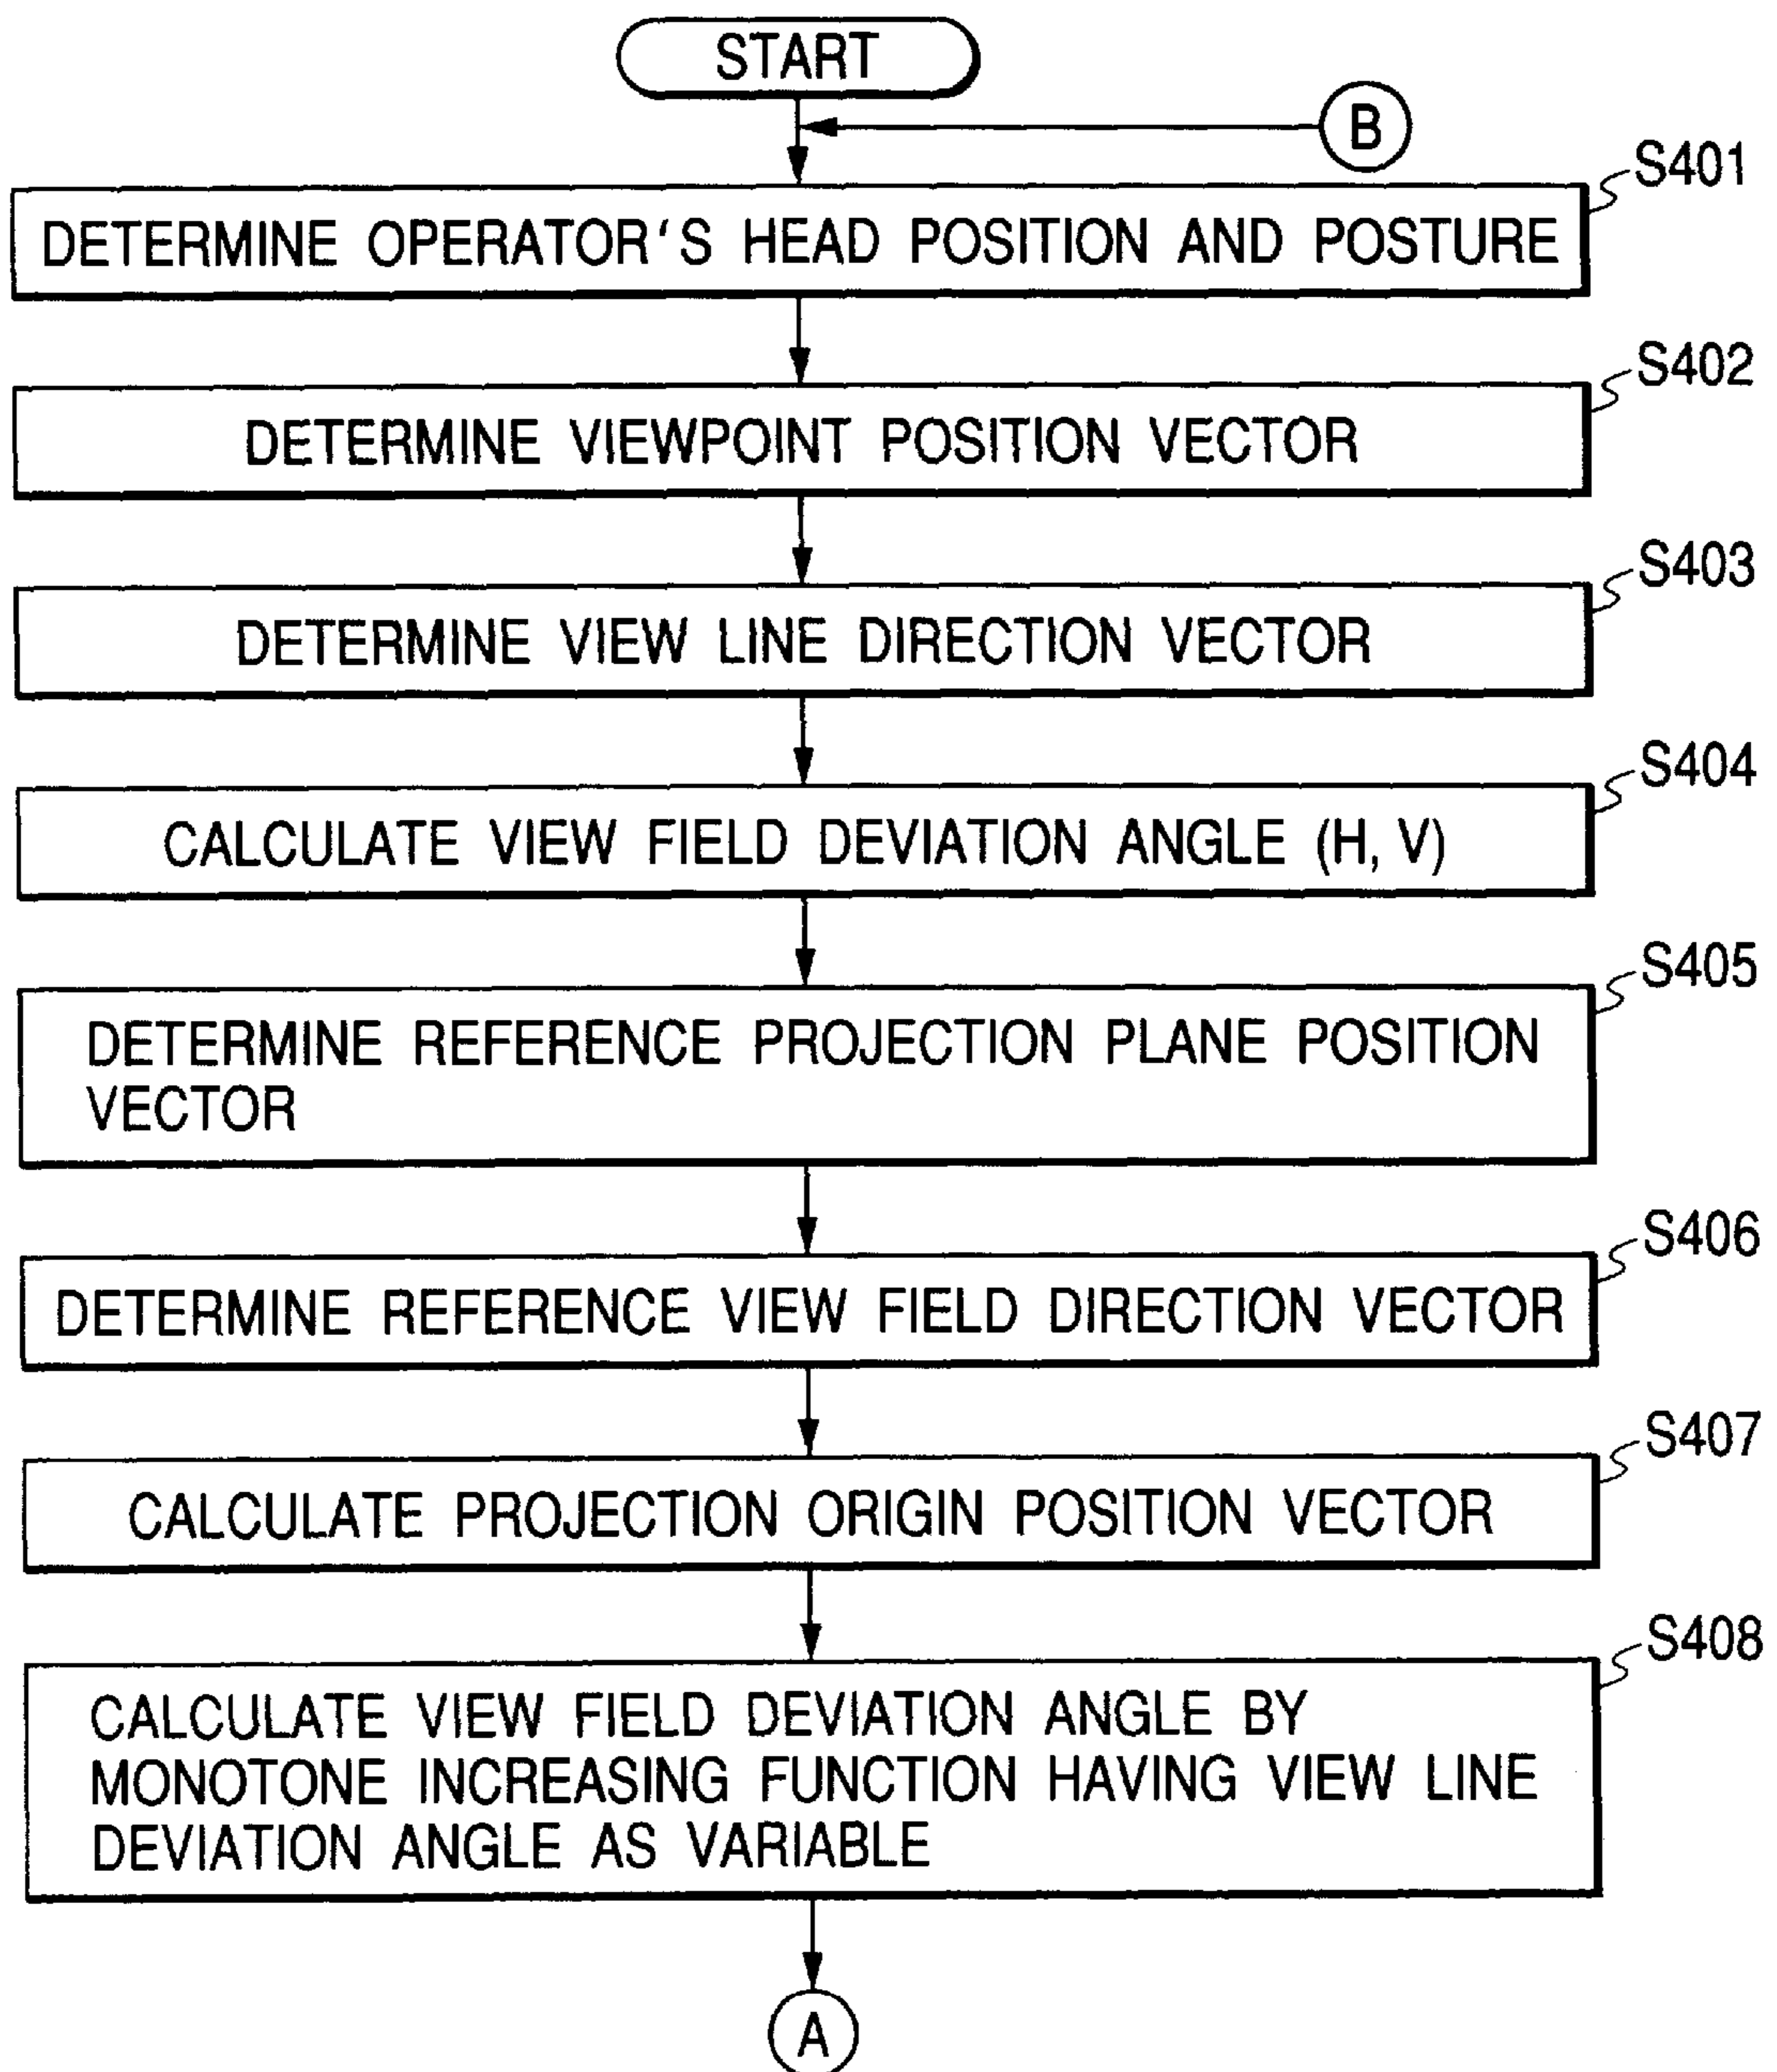 START
B
S401
DETERMINE OPERATOR'S HEAD POSITION AND POSTURE
S402
DETERMINE VIEWPOINT POSITION VECTOR
S403
DETERMINE VIEW LINE DIRECTION VECTOR
S404
CALCULATE VIEW FIELD DEVIATION ANGLE (H, V)
S405
DETERMINE REFERENCE PROJECTION PLANE POSITION
VECTOR
S406
DETERMINE REFERENCE VIEW FIELD DIRECTION VECTOR
S407
CALCULATE PROJECTION ORIGIN POSITION VECTOR
S408
CALCULATE VIEW FIELD DEVIATION ANGLE BY
MONOTONE INCREASING FUNCTION HAVING VIEW LINE
DEVIATION ANGLE AS VARIABLE
A